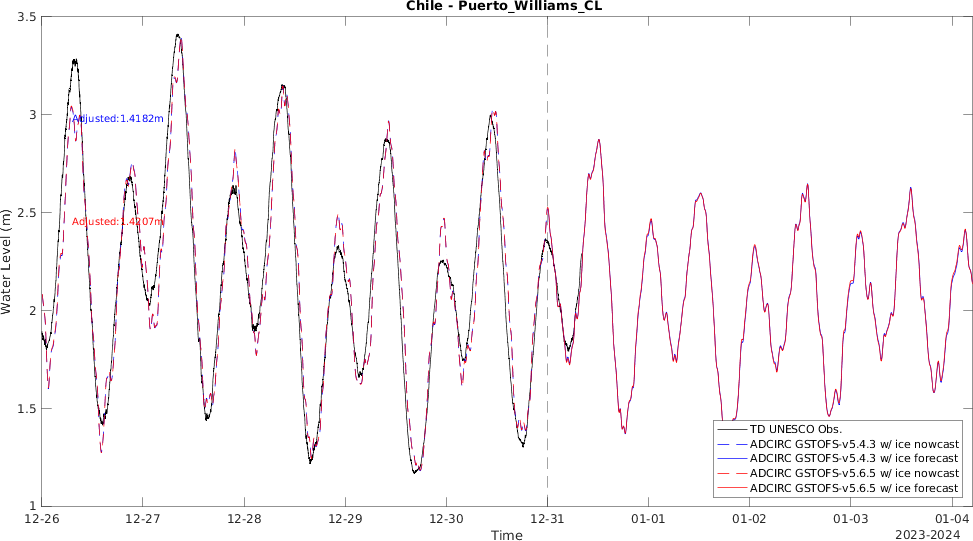 Chile - Puerto_Williams_CL
3.5
3
2.5
2
1.5
1
Water Level (m)
Adjusted:1.4182m
Adjusted:1.4207m
TD UNESCO Obs.
ADCIRC GSTOFS-v5.4.3 w/ ice nowcast
ADCIRC GSTOFS-v5.4.3 w/ ice forecast
ADCIRC GSTOFS-v5.6.5 w/ ice nowcast
ADCIRC GSTOFS-v5.6.5 w/ ice forecast
12-26 12-27 12-28 12-29 12-30 12-31 01-01 01-02 01-03 01-04
Time
2023-2024